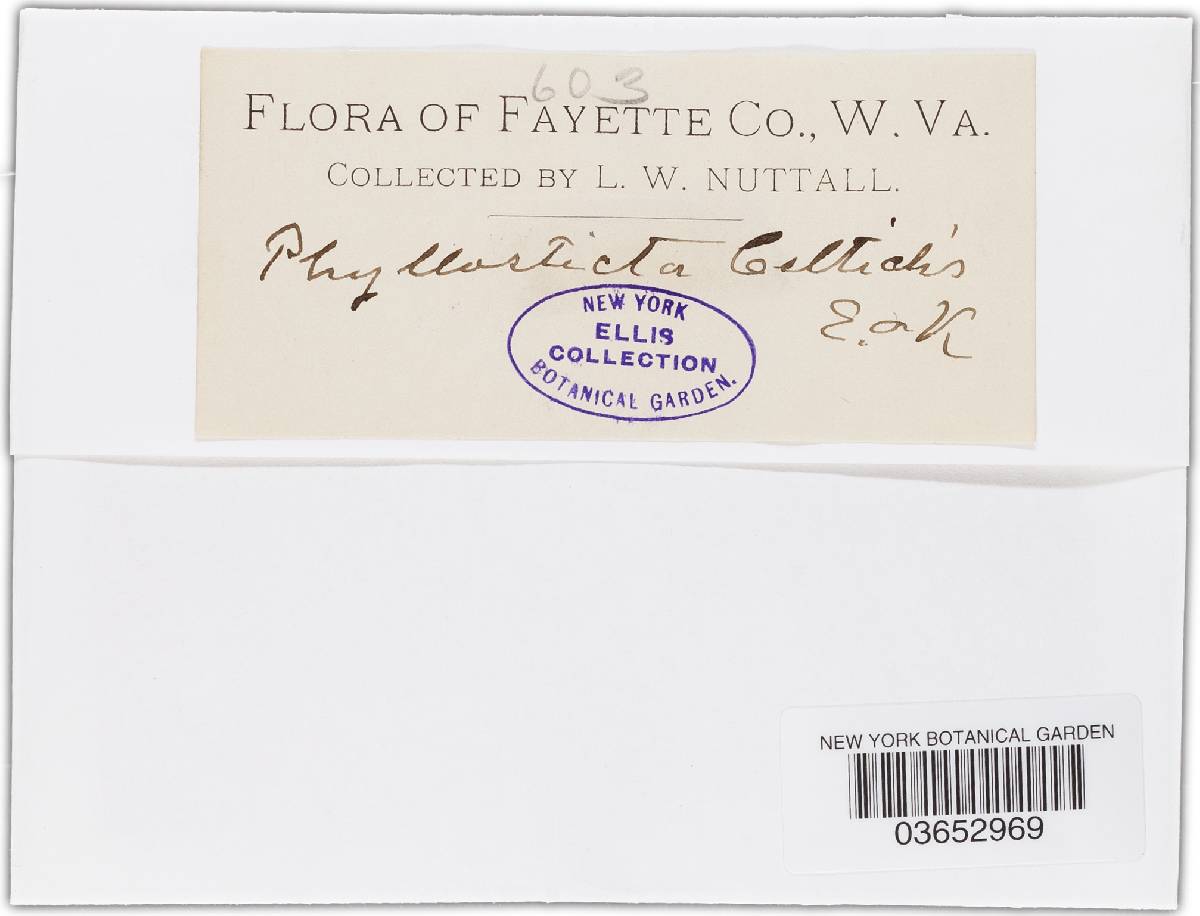 603
FLORA OF FAYETTE CO., W. VA.
COLLECTED BY L. W. NUTTALL.
Phyllosticta Celtidis
E. & K
NEW YORK
ELLIS
COLLECTION
BOTANICAL GARDEN.
NEW YORK BOTANICAL GARDEN
03652969